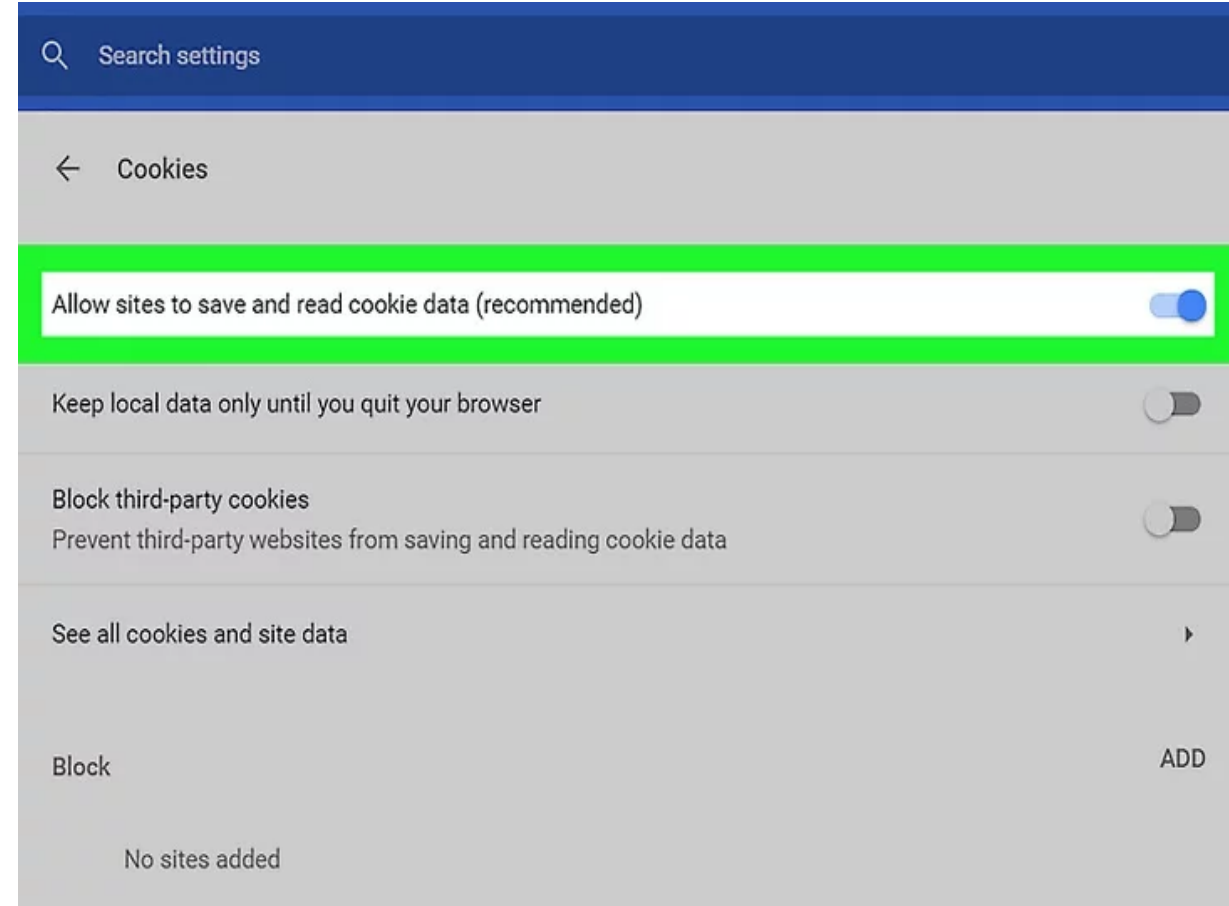 Search settings
Cookies
Allow sites to save and read cookie data (recommended)
Keep local data only until you quit your browser
Block third-party cookies
Prevent third-party websites from saving and reading cookie data
See all cookies and site data
Block
ADD
No sites added